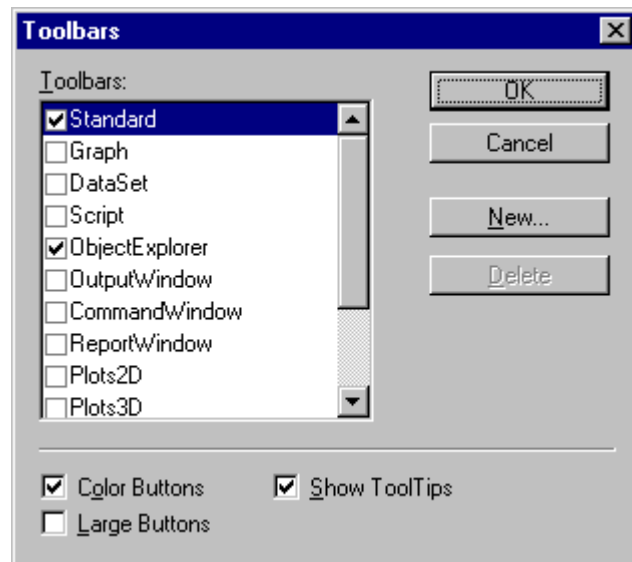 Toolbars
Toolbars:
Standard
Graph
DataSet
Script
ObjectExplorer
OutputWindow
CommandWindow
ReportWindow
Plots2D
Plots3D
OK
Cancel
New...
Delete
Color Buttons
Show ToolTips
Large Buttons